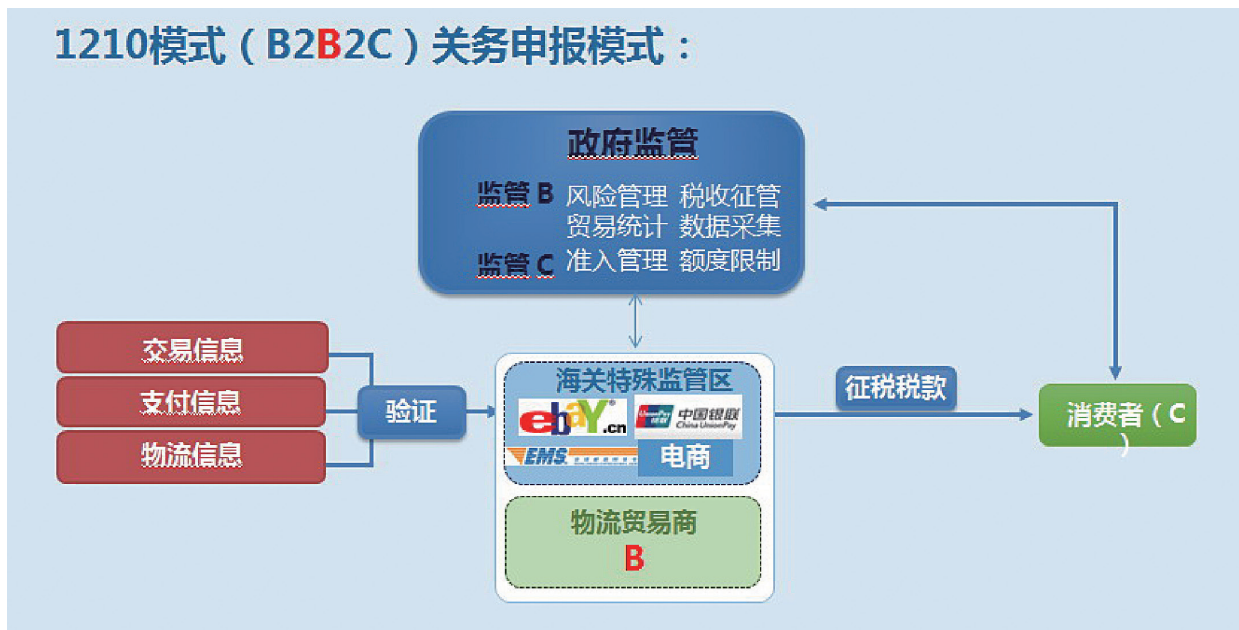 1210模式（B2B2C）关务申报模式：
政府监管
监管 B 风险管理 税收征管
贸易统计 数据采集
监管 C 准入管理 额度限制
交易信息
支付信息
物流信息
验证
海关特殊监管区
ebaY.cn
UnionPay 银联 中国银联
China UnionPay
EMS
电商
物流贸易商
B
征税税款
消费者（C
）